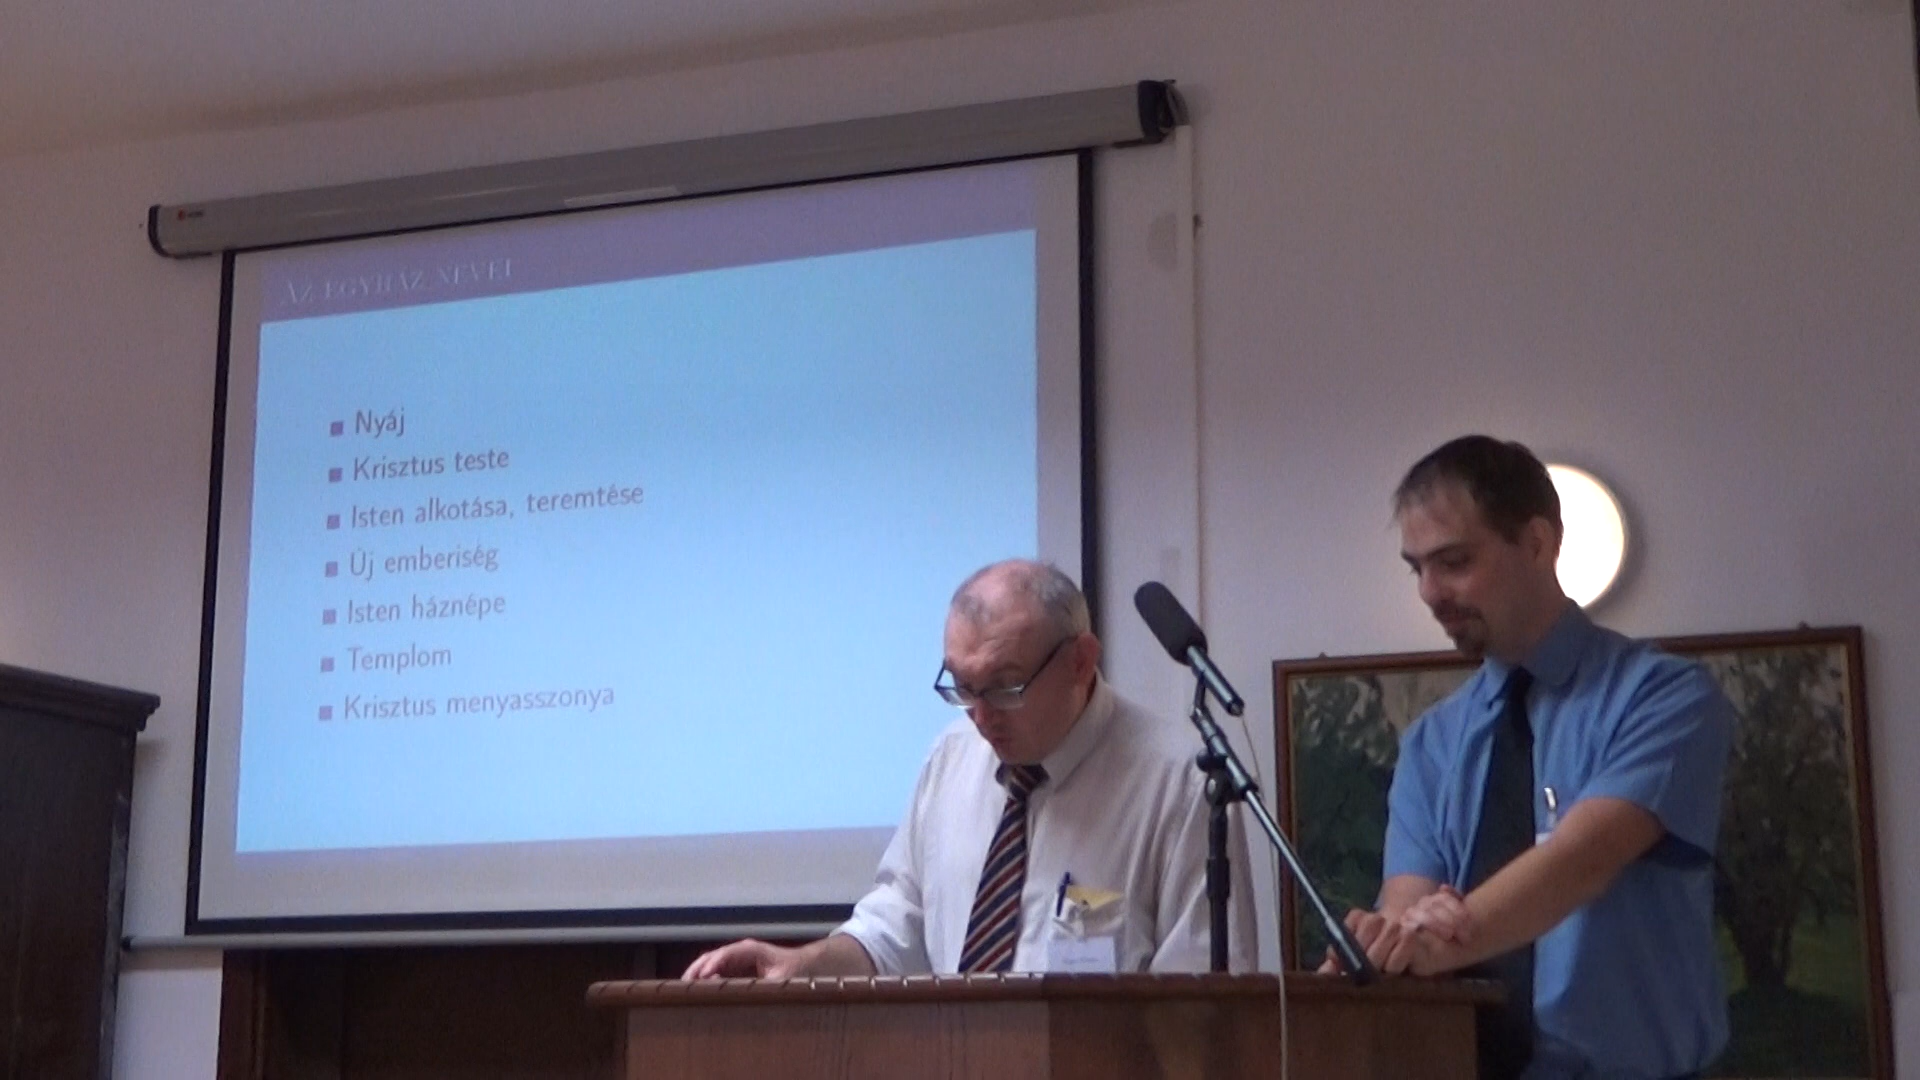 AZ EGYHÁZ NEVEI
Nyáj
Krisztus teste
Isten alkotása, teremtése
Új emberiség
Isten háznépe
Templom
Krisztus menyasszonya